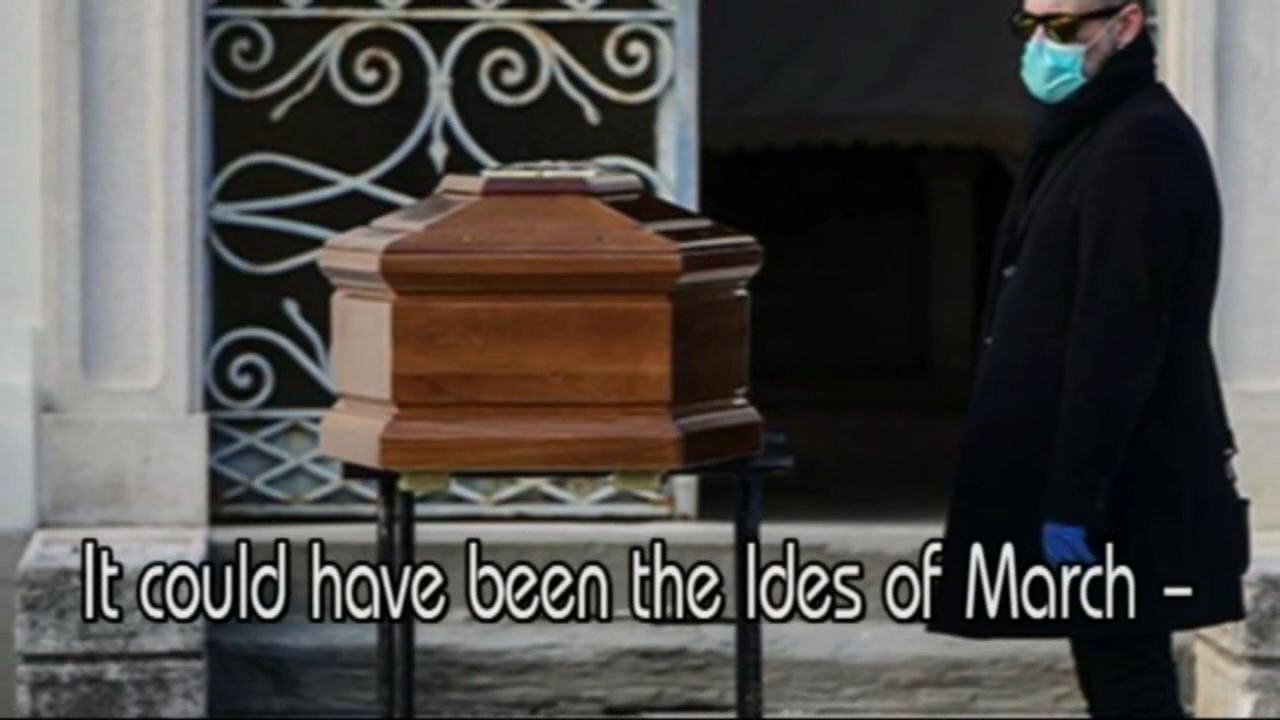 It could have been the Ides of March –